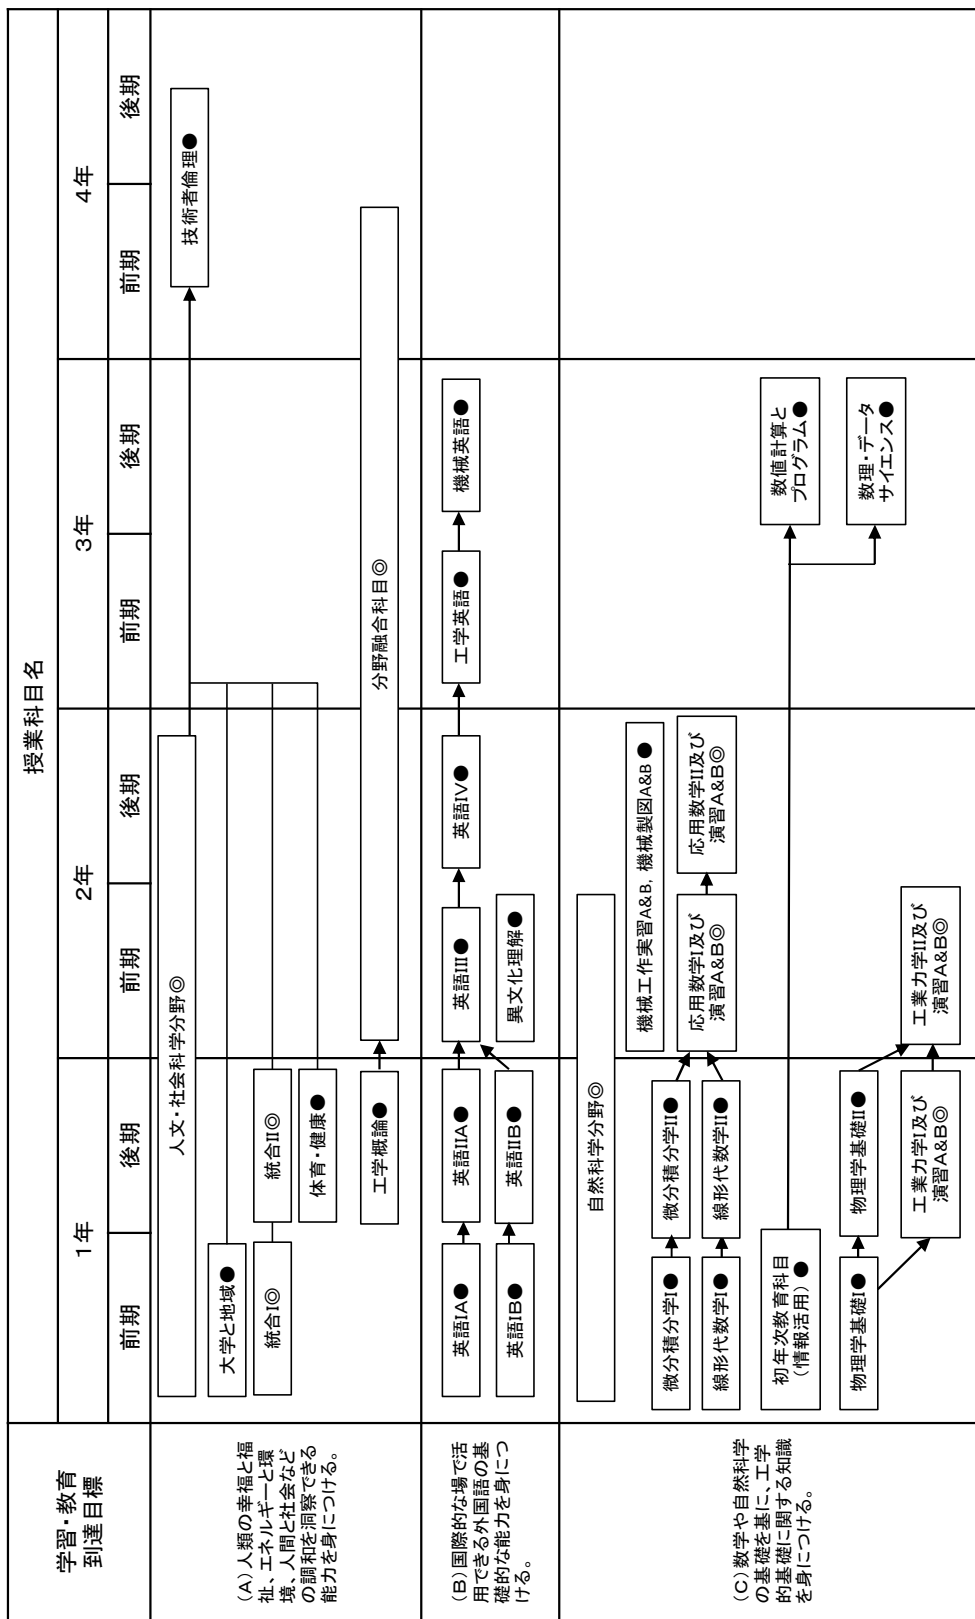 学習・教育
到達目標
授業科目名
1年
2年
3年
4年
前期
後期
前期
後期
前期
後期
前期
後期
(A)人類の幸福と福
祉、エネルギーと環
境、人間と社会など
の調和を洞察できる
能力を身につける。
人文・社会科学分野◎
技術者倫理●
大学と地域●
統合I◎
統合II◎
体育・健康●
工学概論●
分野融合科目◎
(B)国際的な場で活
用できる外国語の基
礎的な能力を身につ
ける。
英語IA●
英語IIA●
英語III●
英語IV●
工学英語●
機械英語●
英語IB●
英語IIB●
異文化理解●
(C)数学や自然科学
の基礎を基に、工学
的基礎に関する知識
を身につける。
自然科学分野◎
機械工作実習A&B, 機械製図A&B●
微分積分学I●
微分積分学II●
応用数学I及び
演習A&B◎
応用数学II及び
演習A&B◎
線形代数学I●
線形代数学II●
初年次教育科目
(情報活用)●
数値計算と
プログラム●
数理・データ
サイエンス●
物理学基礎I●
物理学基礎II●
工業力学I及び
演習A&B◎
工業力学II及び
演習A&B◎